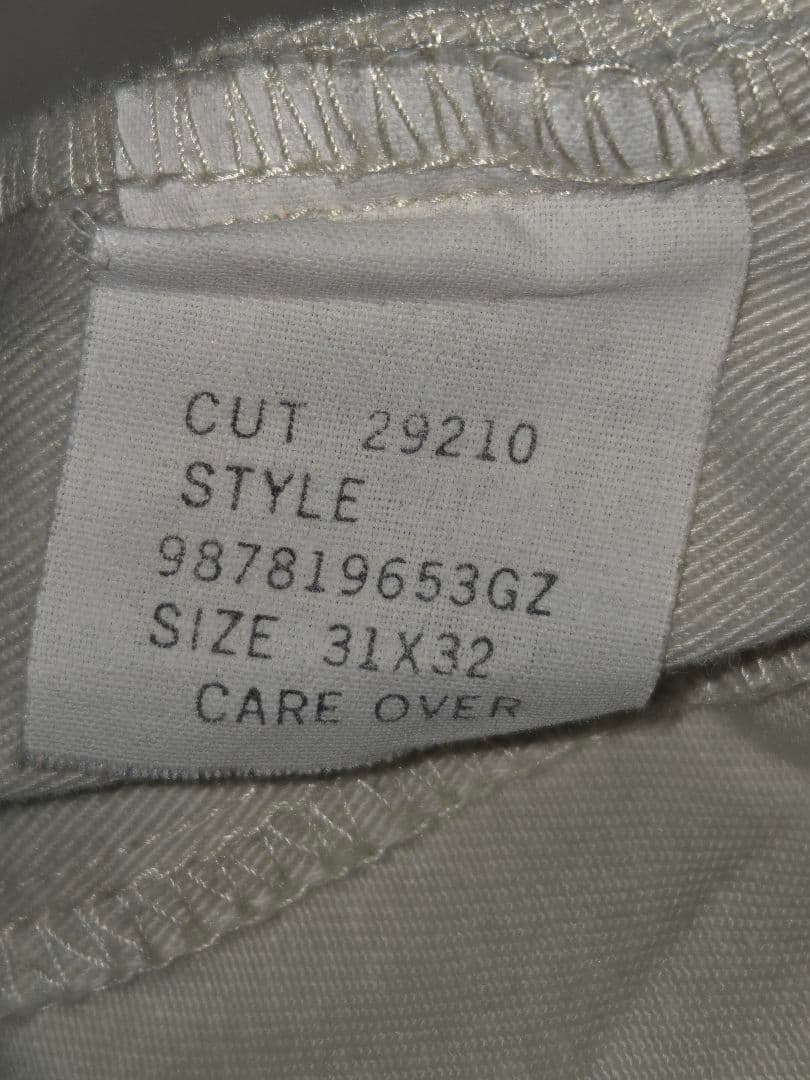 CUT 29210
STYLE
987819653GZ
SIZE 31X32
CARE OVER